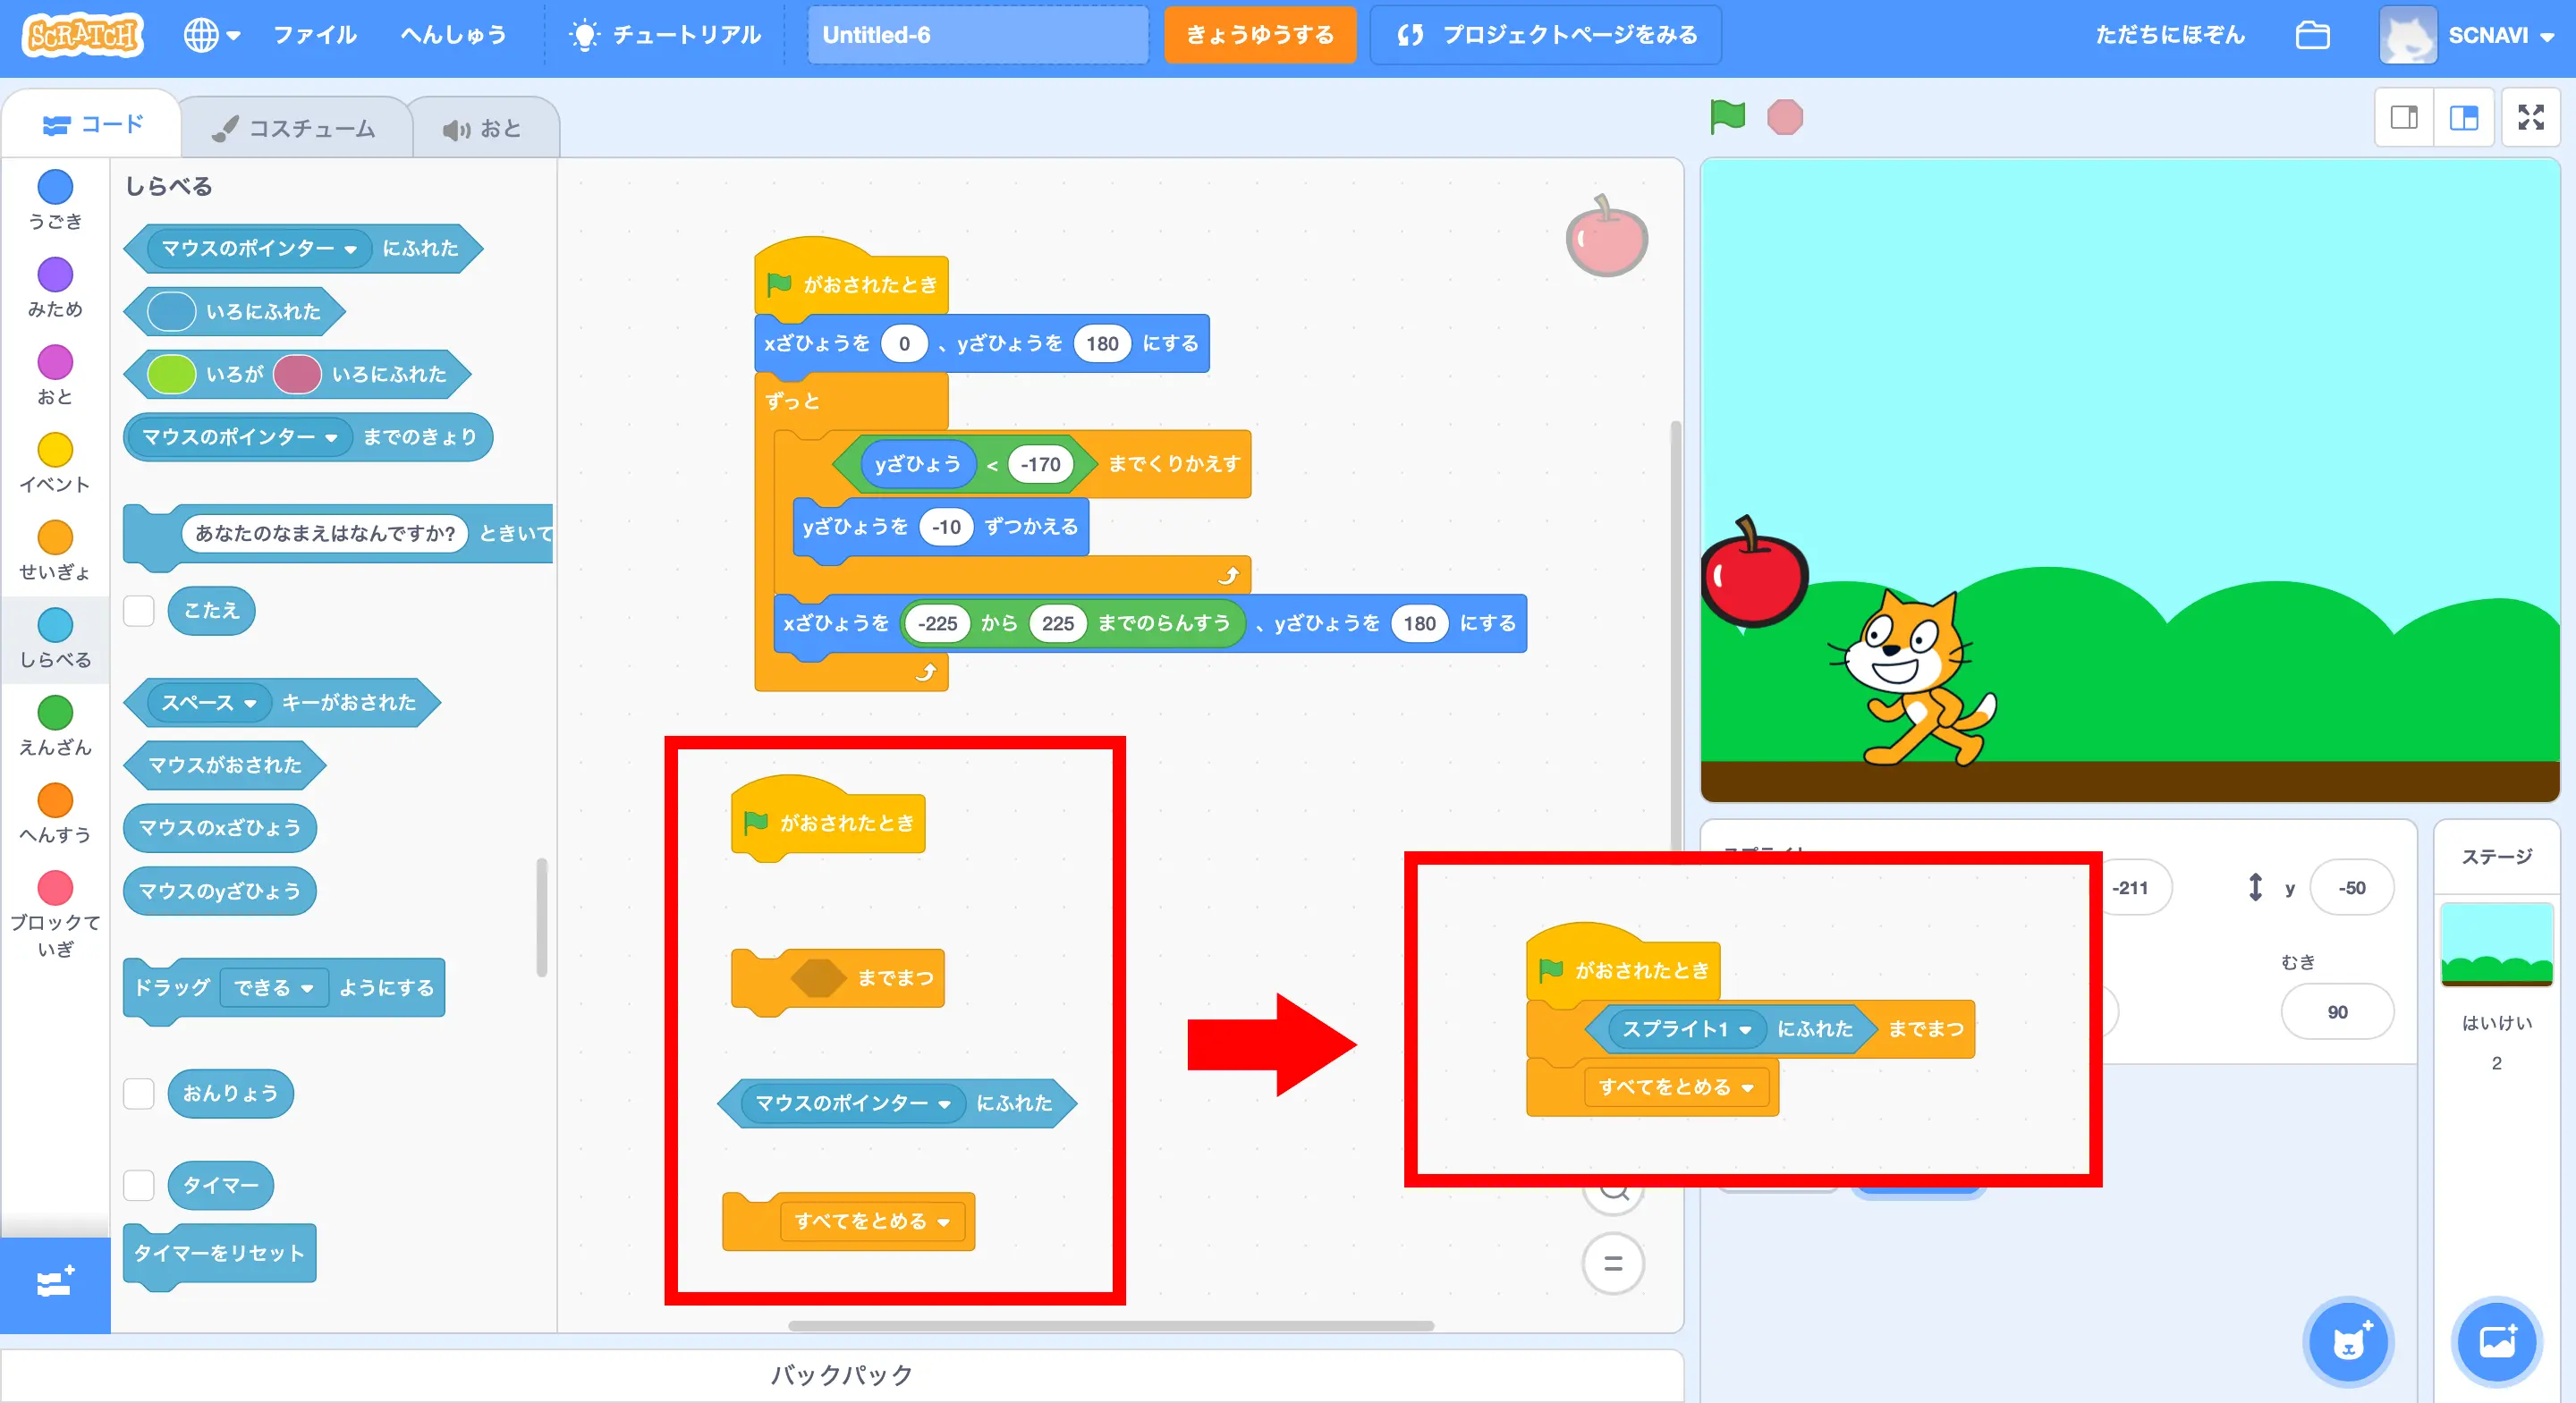 SCRATCH
ファイル
へんしゅう
チュートリアル
Untitled-6
きょうゆうする
プロジェクトページをみる
ただちにほぞん
SCNAVI
コード
コスチューム
おと
うごき
みため
おと
イベント
せいぎょ
しらべる
えんざん
へんすう
ブロックて
いぎ
しらべる
マウスのポインター にふれた
いろにふれた
いろが いろにふれた
マウスのポインター までのきょり
あなたのなまえはなんですか? ときいて
こたえ
スペース キーがおされた
マウスがおされた
マウスのxざひょう
マウスのyざひょう
ドラッグ できる ようにする
おんりょう
タイマー
タイマーをリセット
がおされたとき
xざひょうを 0 、yざひょうを 180 にする
ずっと
yざひょう < -170 までくりかえす
yざひょうを -10 ずつかえる
xざひょうを -225 から 225 までのらんすう 、yざひょうを 180 にする
がおされたとき
までまつ
マウスのポインター にふれた
すべてをとめる
がおされたとき
スプライト1 にふれた までまつ
すべてをとめる
-211
y -50
むき
90
ステージ
はいけい
2
バックパック